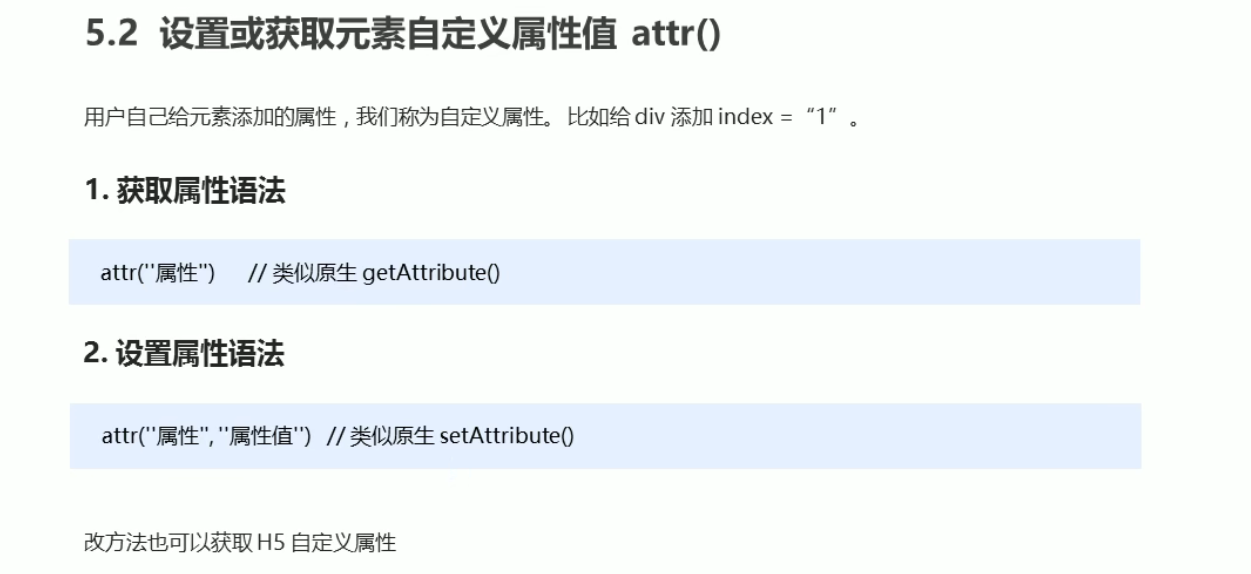 5.2 设置或获取元素自定义属性值 attr()
用户自己给元素添加的属性，我们称为自定义属性。 比如给 div 添加 index =“1”。
1. 获取属性语法
attr(''属性'') // 类似原生 getAttribute()
2. 设置属性语法
attr(''属性'', ''属性值'') // 类似原生 setAttribute()
改方法也可以获取 H5 自定义属性